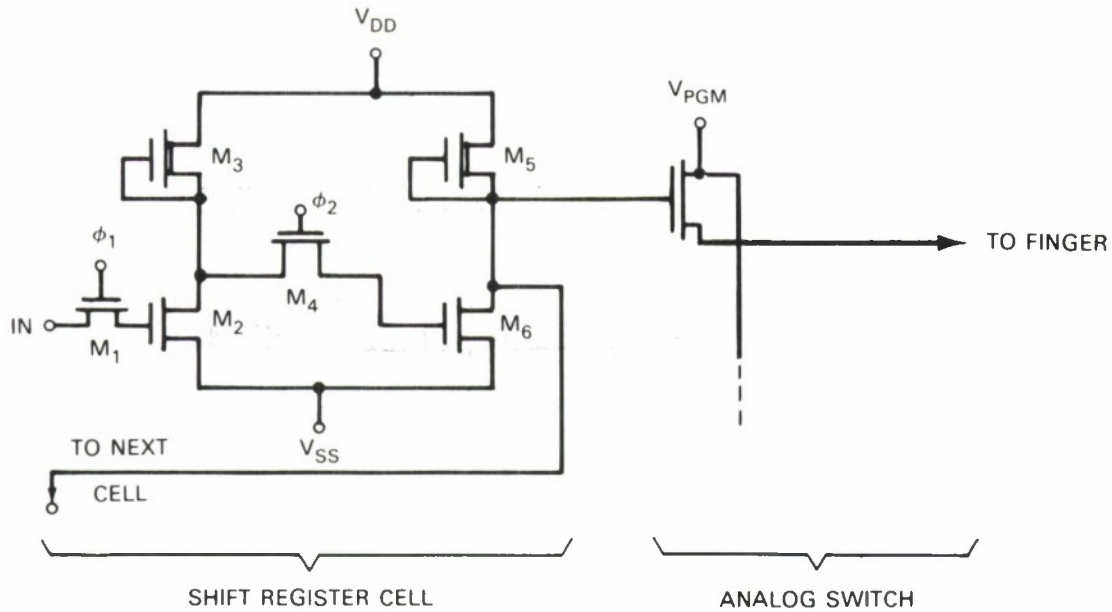 V_DD
V_PGM
M_3
M_5
ϕ_2
ϕ_1
TO FINGER
M_4
IN
M_2
M_6
M_1
TO NEXT
V_SS
CELL
SHIFT REGISTER CELL
ANALOG SWITCH